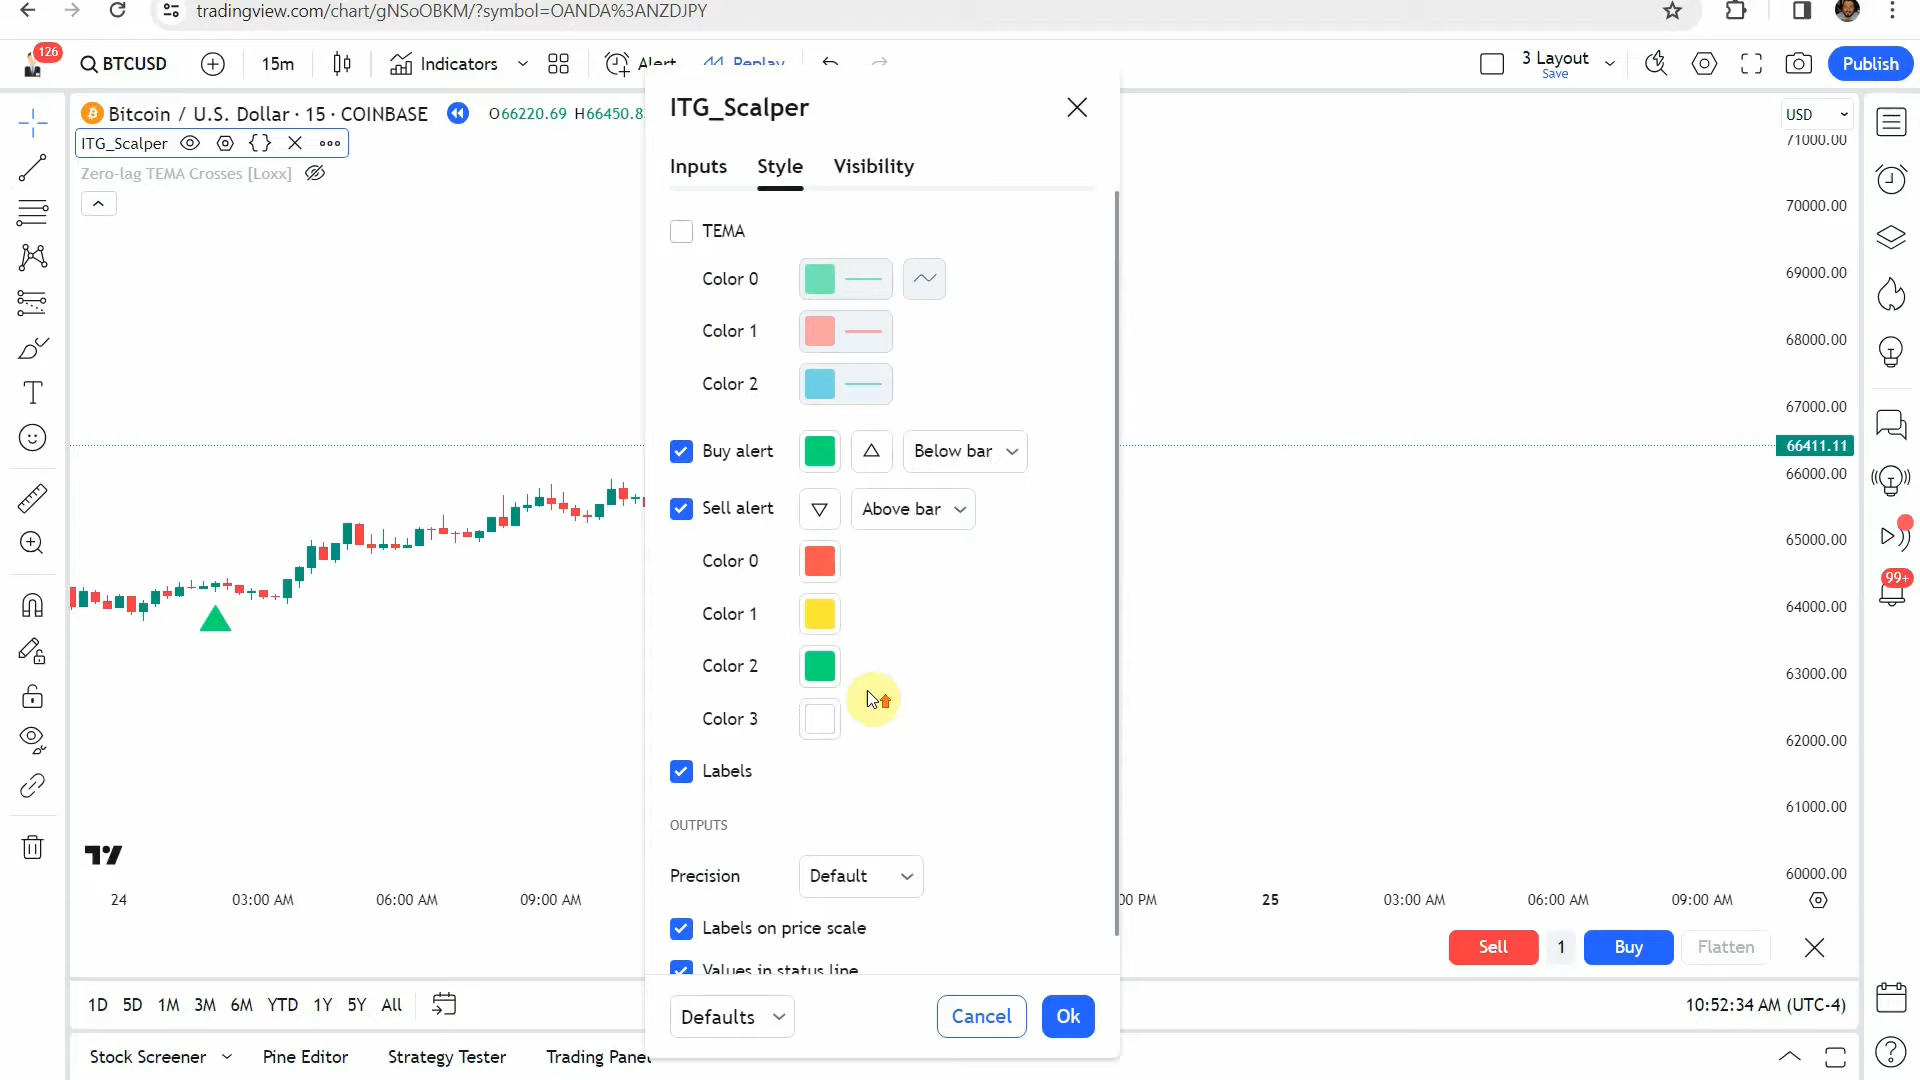 tradingview.com/chart/gNSoOBKM/?symbol=OANDA%3ANZDJPY
126
BTCUSD
15m
Indicators
Alert
Replay
3 Layout
Save
Publish
Bitcoin / U.S. Dollar · 15 · COINBASE
O66220.69 H66450.8
USD
ITG_Scalper
Zero-lag TEMA Crosses [Loxx]
ITG_Scalper
Inputs
Style
Visibility
TEMA
Color 0
Color 1
Color 2
Buy alert
Below bar
Sell alert
Above bar
Color 0
Color 1
Color 2
Color 3
Labels
OUTPUTS
Precision
Default
Labels on price scale
Values in status line
Defaults
Cancel
Ok
71000.00
70000.00
69000.00
68000.00
67000.00
66411.11
66000.00
65000.00
64000.00
63000.00
62000.00
61000.00
60000.00
99+
24
03:00 AM
06:00 AM
09:00 AM
00 PM
25
03:00 AM
06:00 AM
09:00 AM
Sell
1
Buy
Flatten
1D
5D
1M
3M
6M
YTD
1Y
5Y
All
10:52:34 AM (UTC-4)
Stock Screener
Pine Editor
Strategy Tester
Trading Panel